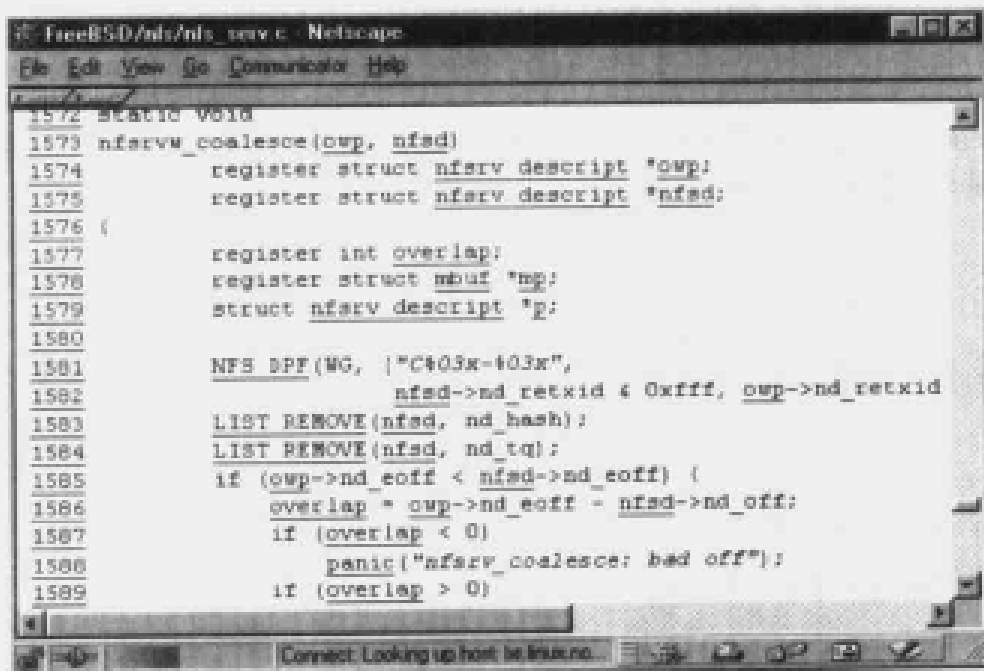 FreeBSD/nfs/nfs_serv.c - Netscape
File Edit View Go Communicator Help
1572 static void
1573 nfsrvw_coalesce(owp, nfsd)
1574 register struct nfsrv_descript *owp;
1575 register struct nfsrv_descript *nfsd;
1576 {
1577 register int overlap;
1578 register struct mbuf *mp;
1579 struct nfsrv_descript *p;
1580
1581 NFS_DPF(WG, ("C%03x-%03x",
1582 nfsd->nd_retxid & 0xfff, owp->nd_retxid
1583 LIST_REMOVE(nfsd, nd_hash);
1584 LIST_REMOVE(nfsd, nd_tq);
1585 if (owp->nd_eoff < nfsd->nd_eoff) {
1586 overlap = owp->nd_eoff - nfsd->nd_off;
1587 if (overlap < 0)
1588 panic("nfsrv_coalesce: bad off");
1589 if (overlap > 0)
Connect: Looking up host